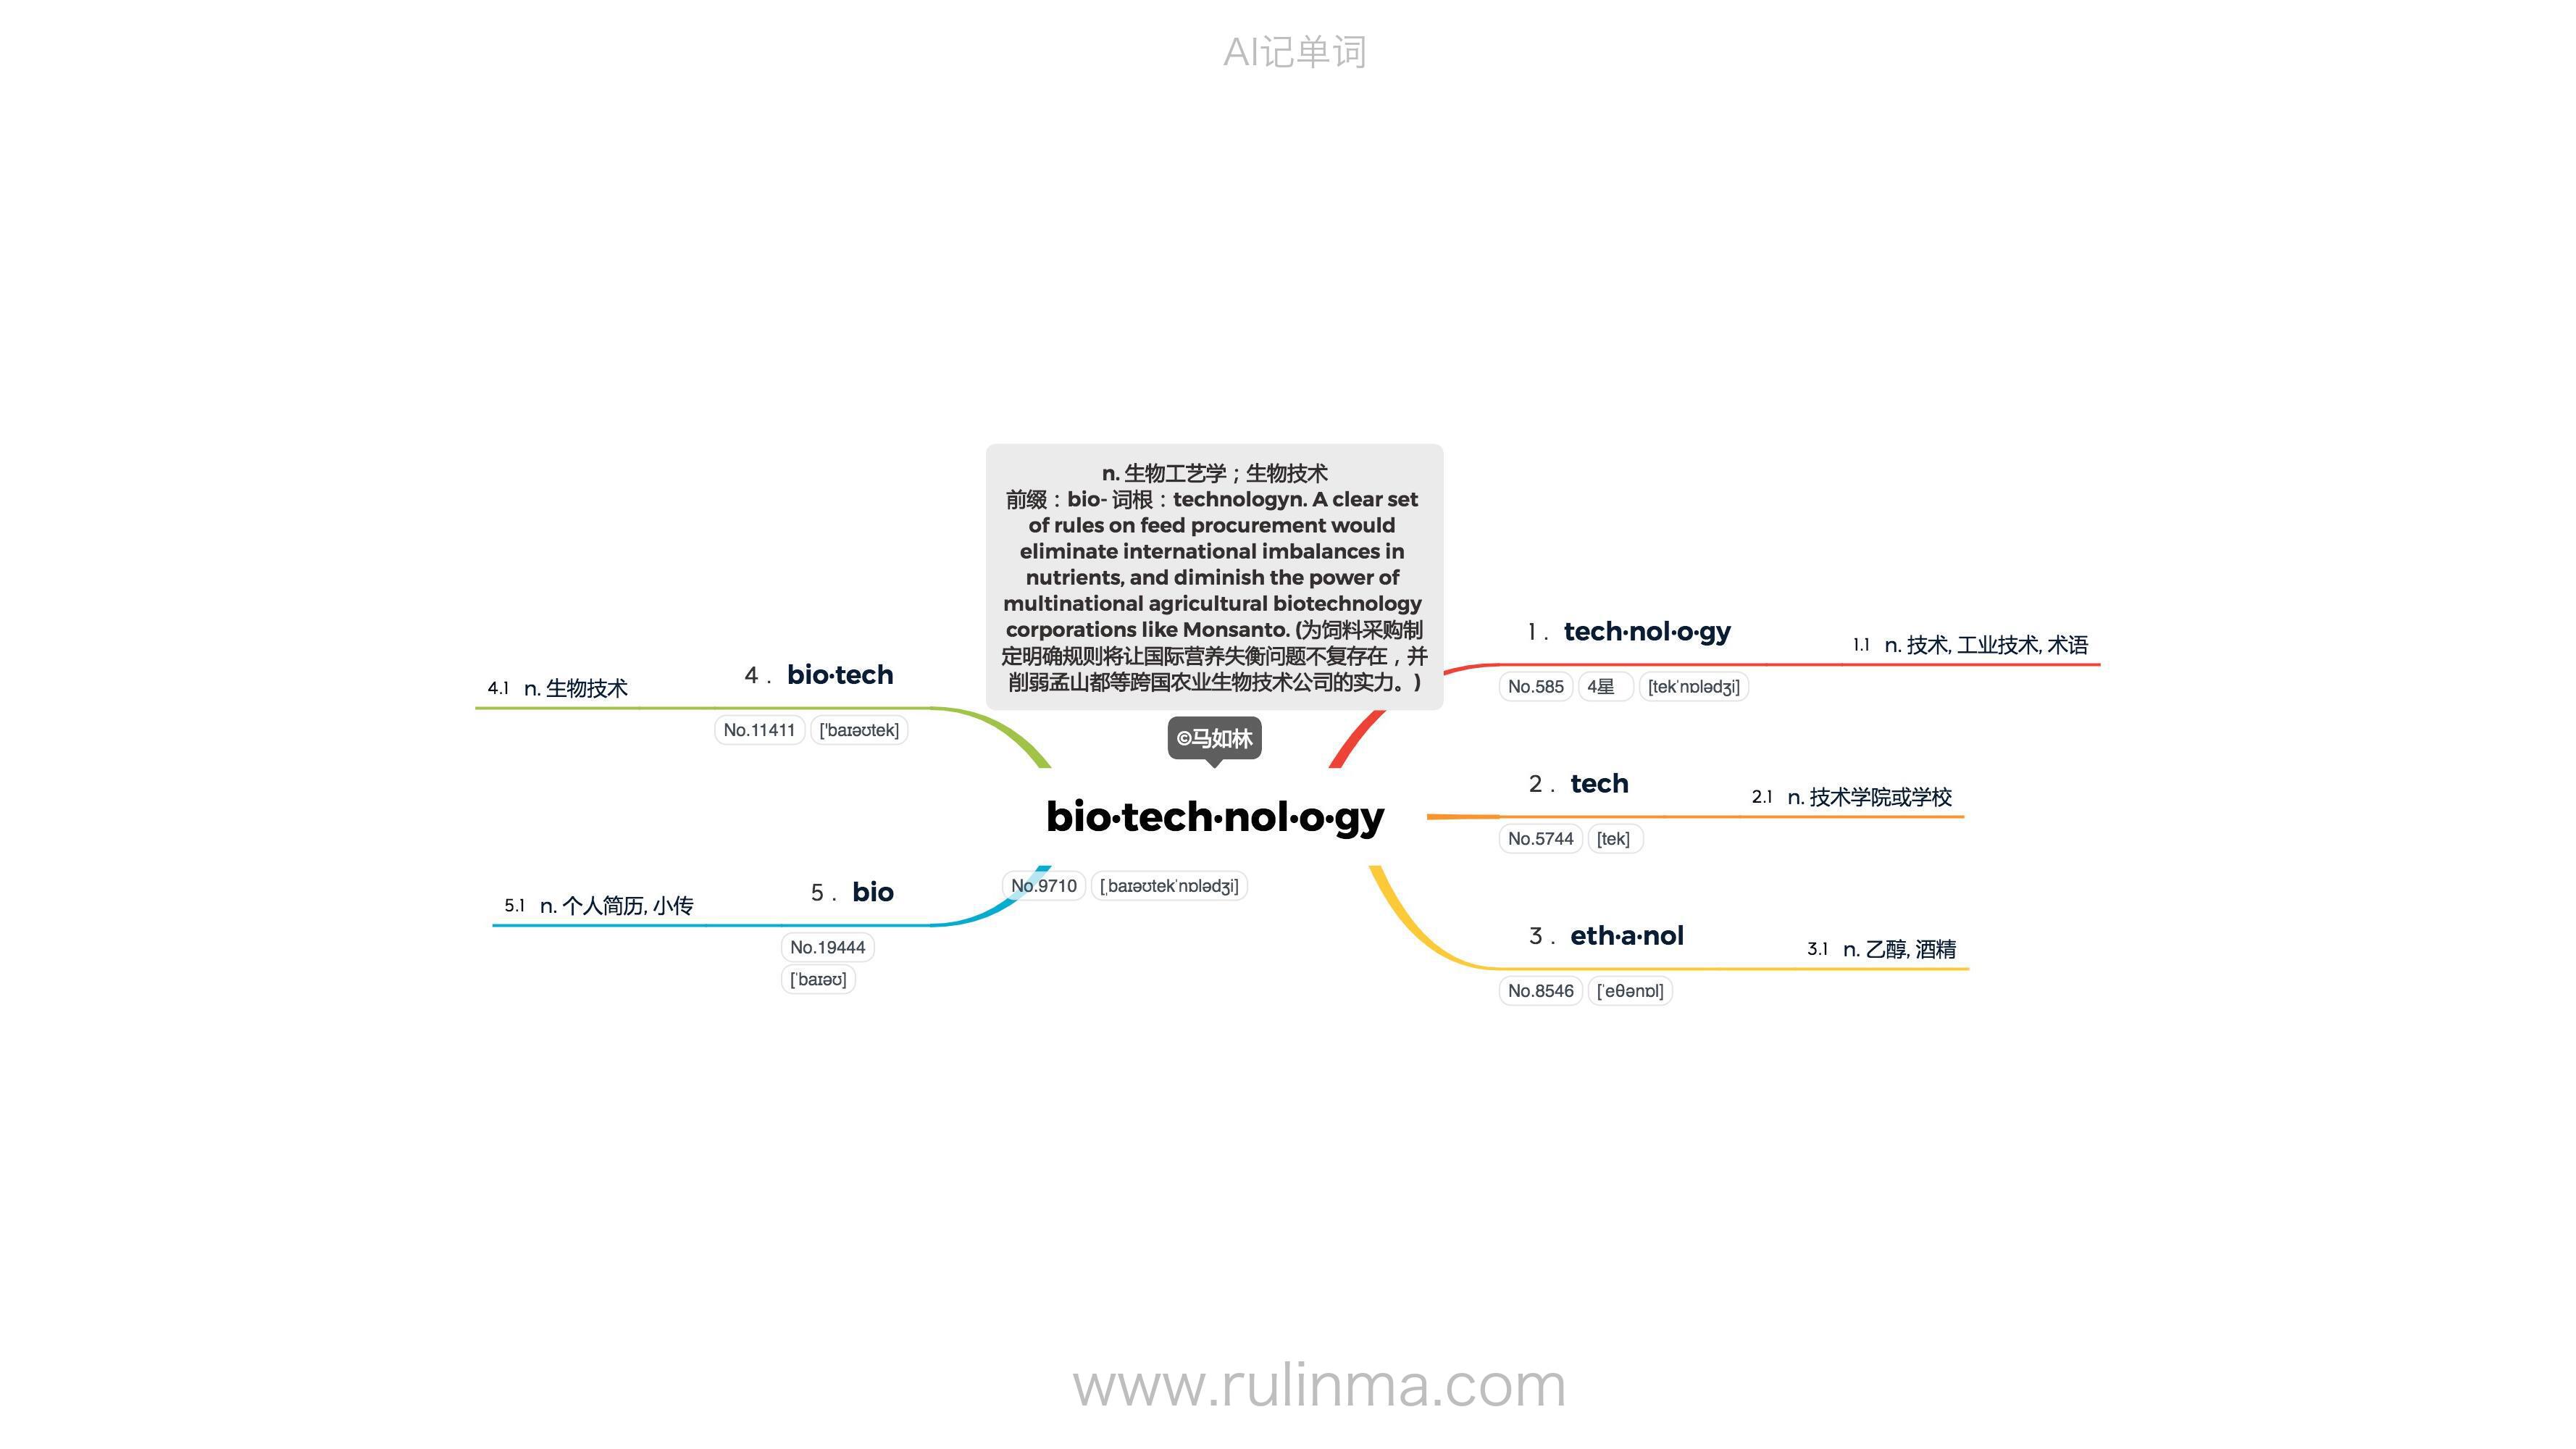 AI记单词
n. 生物工艺学；生物技术
前缀：bio- 词根：technologyn. A clear set
of rules on feed procurement would
eliminate international imbalances in
nutrients, and diminish the power of
multinational agricultural biotechnology
corporations like Monsanto. (为饲料采购制
定明确规则将让国际营养失衡问题不复存在，并
削弱孟山都等跨国农业生物技术公司的实力。)
©马如林
bio·tech·nol·o·gy
No.9710 [ˌbaɪəʊtekˈnɒlədʒi]
1. tech·nol·o·gy
1.1 n. 技术, 工业技术, 术语
No.585 4星 [tekˈnɒlədʒi]
2. tech
2.1 n. 技术学院或学校
No.5744 [tek]
3. eth·a·nol
3.1 n. 乙醇, 酒精
No.8546 [ˈeθənɒl]
4. bio·tech
4.1 n. 生物技术
No.11411 ['baɪəʊtek]
5. bio
5.1 n. 个人简历, 小传
No.19444
[ˈbaɪəʊ]
www.rulinma.com